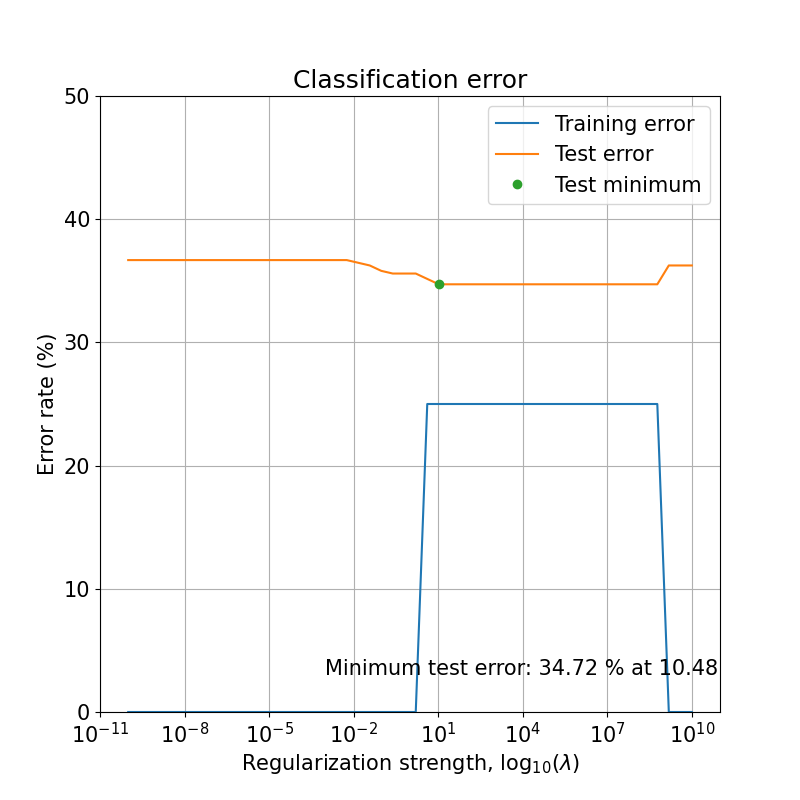 Classification error
Training error
Test error
Test minimum
50
40
30
20
10
0
Error rate (%)
Minimum test error: 34.72 % at 10.48
10⁻¹¹ 10⁻⁸ 10⁻⁵ 10⁻² 10¹ 10⁴ 10⁷ 10¹⁰
Regularization strength, log₁₀(λ)